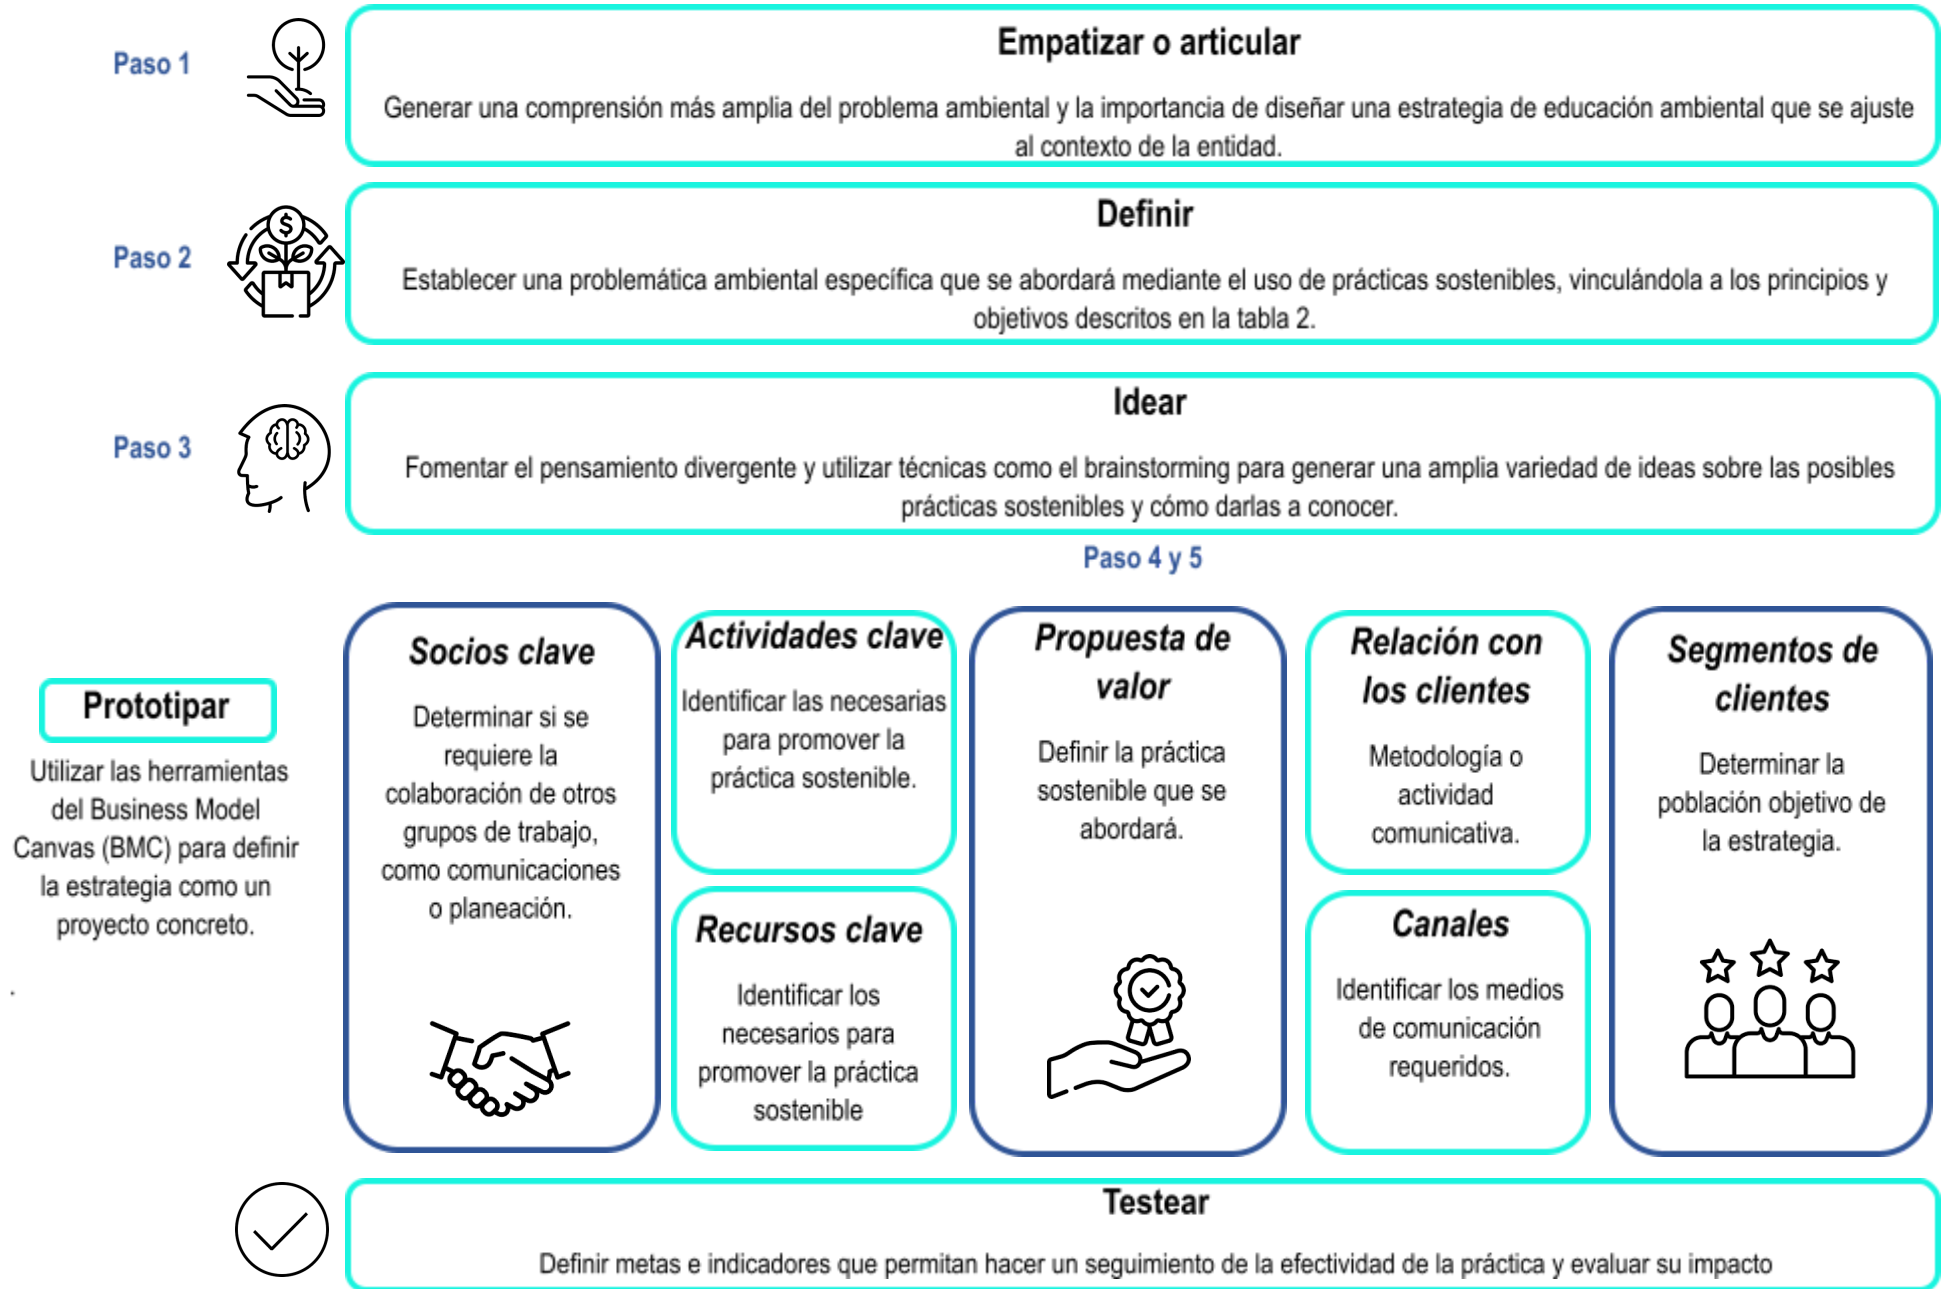 Paso 1
Empatizar o articular
Generar una comprensión más amplia del problema ambiental y la importancia de diseñar una estrategia de educación ambiental que se ajuste
al contexto de la entidad.
Paso 2
$
Definir
Establecer una problemática ambiental específica que se abordará mediante el uso de prácticas sostenibles, vinculándola a los principios y
objetivos descritos en la tabla 2.
Paso 3
Idear
Fomentar el pensamiento divergente y utilizar técnicas como el brainstorming para generar una amplia variedad de ideas sobre las posibles
prácticas sostenibles y cómo darlas a conocer.
Paso 4 y 5
Prototipar
Utilizar las herramientas
del Business Model
Canvas (BMC) para definir
la estrategia como un
proyecto concreto.
.
Socios clave
Determinar si se
requiere la
colaboración de otros
grupos de trabajo,
como comunicaciones
o planeación.
Actividades clave
Identificar las necesarias
para promover la
práctica sostenible.
Recursos clave
Identificar los
necesarios para
promover la práctica
sostenible
Propuesta de
valor
Definir la práctica
sostenible que se
abordará.
Relación con
los clientes
Metodología o
actividad
comunicativa.
Canales
Identificar los medios
de comunicación
requeridos.
Segmentos de
clientes
Determinar la
población objetivo de
la estrategia.
Testear
Definir metas e indicadores que permitan hacer un seguimiento de la efectividad de la práctica y evaluar su impacto